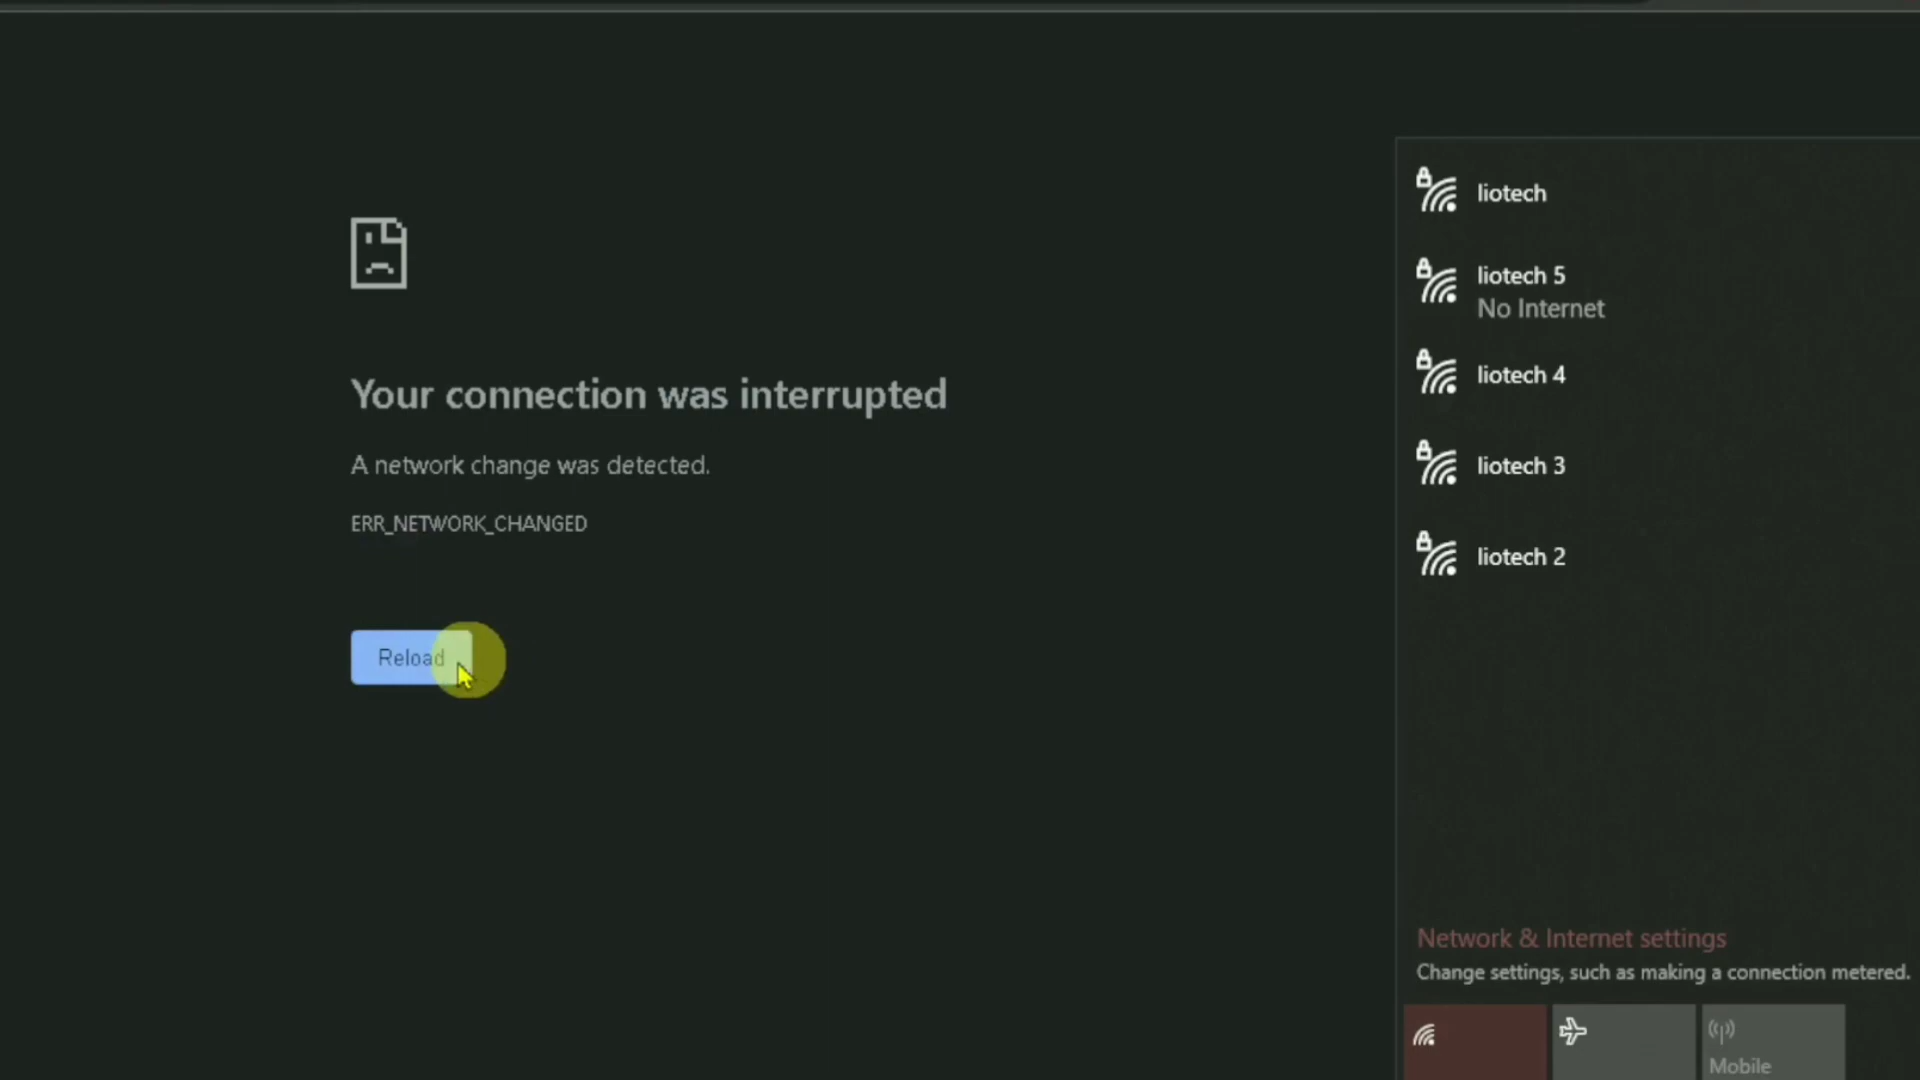 Your connection was interrupted
A network change was detected.
ERR_NETWORK_CHANGED
Reload
liotech
liotech 5
No Internet
liotech 4
liotech 3
liotech 2
Network & Internet settings
Change settings, such as making a connection metered.
Mobile